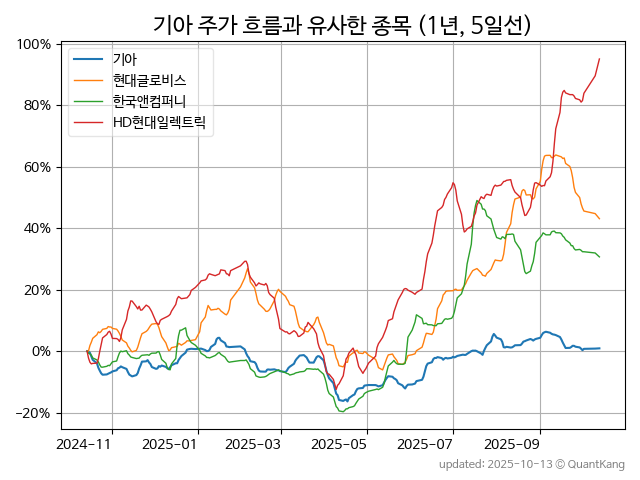 기아 주가 흐름과 유사한 종목 (1년, 5일선)
기아
현대글로비스
한국앤컴퍼니
HD현대일렉트릭
100%
80%
60%
40%
20%
0%
−20%
2024-11
2025-01
2025-03
2025-05
2025-07
2025-09
updated: 2025-10-13 © QuantKang